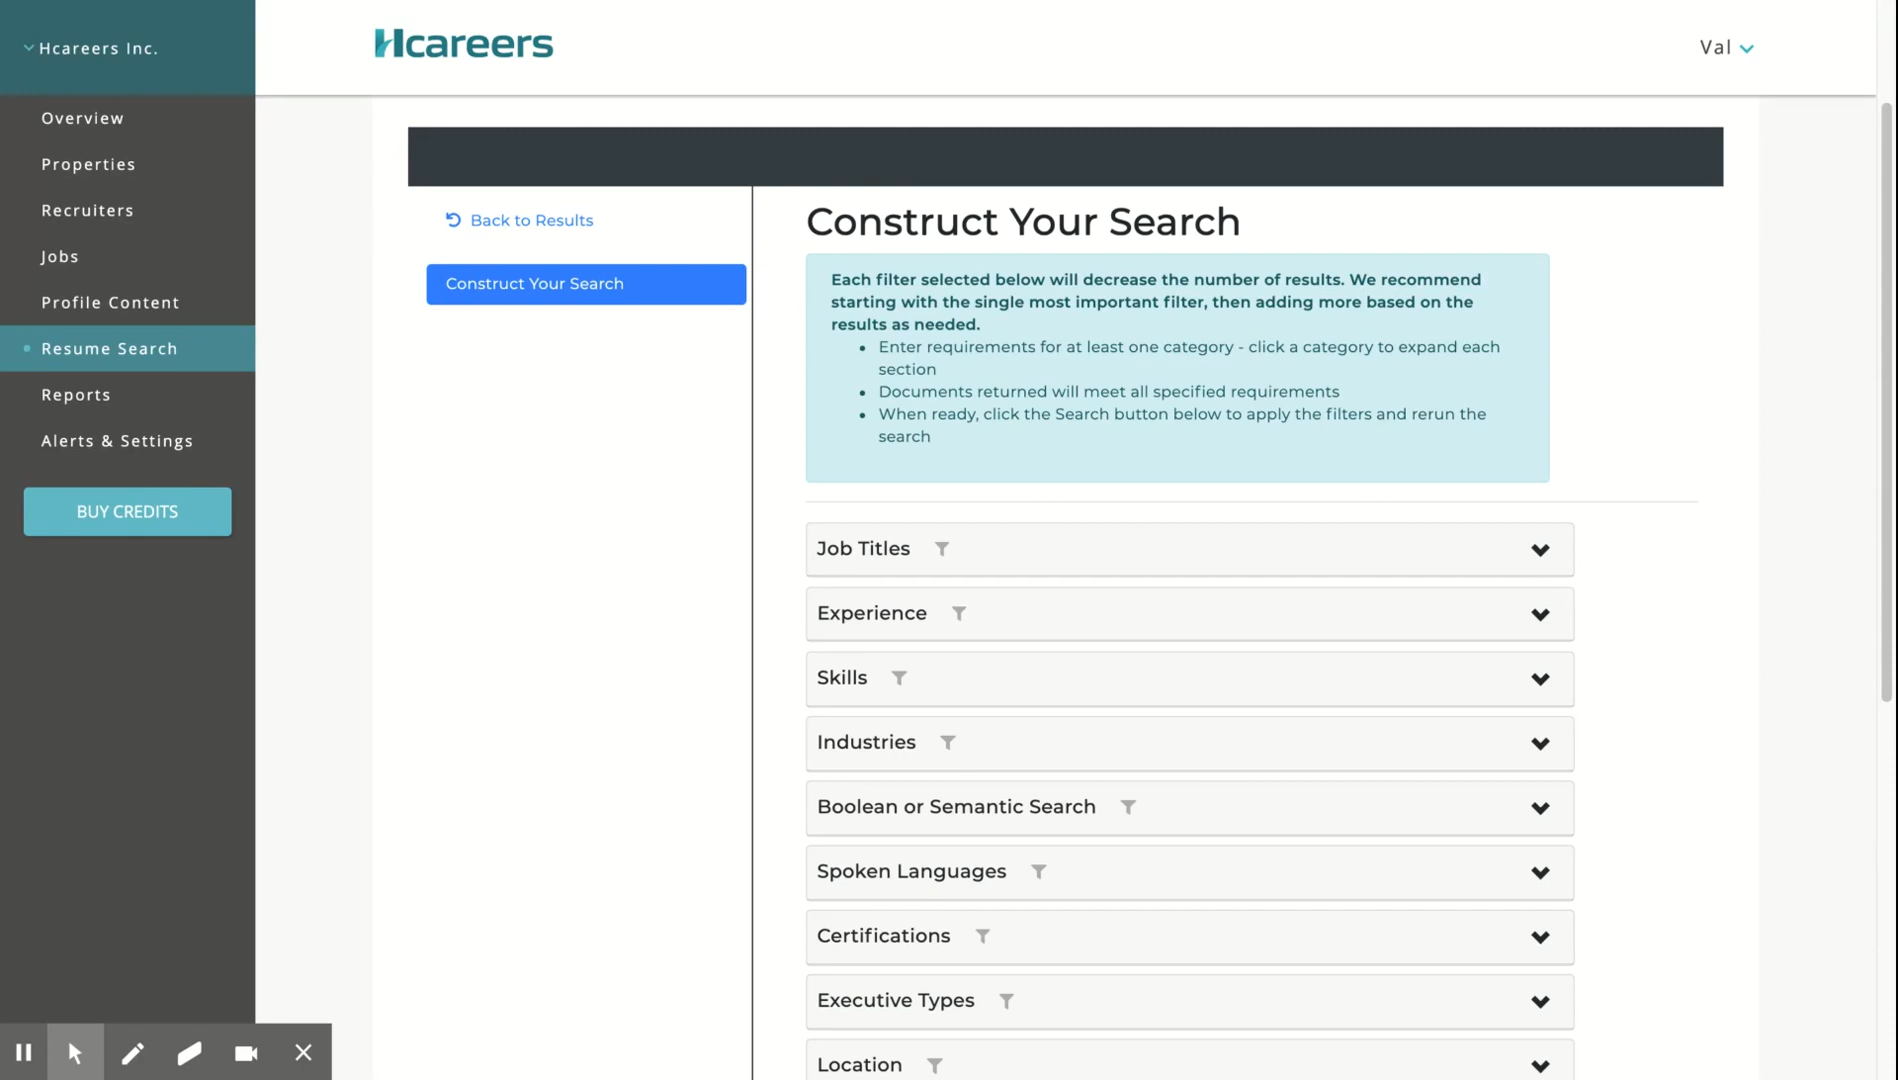 Hcareers Inc.
Hcareers
Val
Overview
Properties
Recruiters
Jobs
Profile Content
Resume Search
Reports
Alerts & Settings
BUY CREDITS
Back to Results
Construct Your Search
Construct Your Search
Each filter selected below will decrease the number of results. We recommend
starting with the single most important filter, then adding more based on the
results as needed.
Enter requirements for at least one category - click a category to expand each
section
Documents returned will meet all specified requirements
When ready, click the Search button below to apply the filters and rerun the
search
Job Titles
Experience
Skills
Industries
Boolean or Semantic Search
Spoken Languages
Certifications
Executive Types
Location